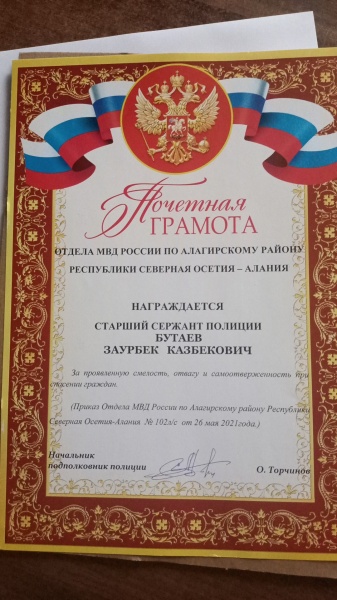 Почетная
ГРАМОТА
ОТДЕЛА МВД РОССИИ ПО АЛАГИРСКОМУ РАЙОНУ
РЕСПУБЛИКИ СЕВЕРНАЯ ОСЕТИЯ – АЛАНИЯ
НАГРАЖДАЕТСЯ
СТАРШИЙ СЕРЖАНТ ПОЛИЦИИ
БУТАЕВ
ЗАУРБЕК КАЗБЕКОВИЧ
За проявленную смелость, отвагу и самоотверженность при
спасении граждан.
(Приказ Отдела МВД России по Алагирскому району Республики
Северная Осетия-Алания № 102л/с от 26 мая 2021года.)
Начальник
подполковник полиции
О. Торчинов